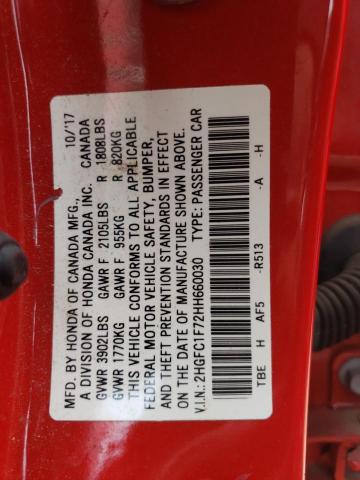 MFD. BY HONDA OF CANADA MFG., 10/'17
A DIVISION OF HONDA CANADA INC. CANADA
GVWR 3902LBS GAWR F 2105LBS R 1808LBS
GVWR 1770KG GAWR F 955KG R 820KG
THIS VEHICLE CONFORMS TO ALL APPLICABLE
FEDERAL MOTOR VEHICLE SAFETY, BUMPER,
AND THEFT PREVENTION STANDARDS IN EFFECT
ON THE DATE OF MANUFACTURE SHOWN ABOVE.
V.I.N.: 2HGFC1F72HH660030 TYPE: PASSENGER CAR
TBE H AF5 -R513 -A -H